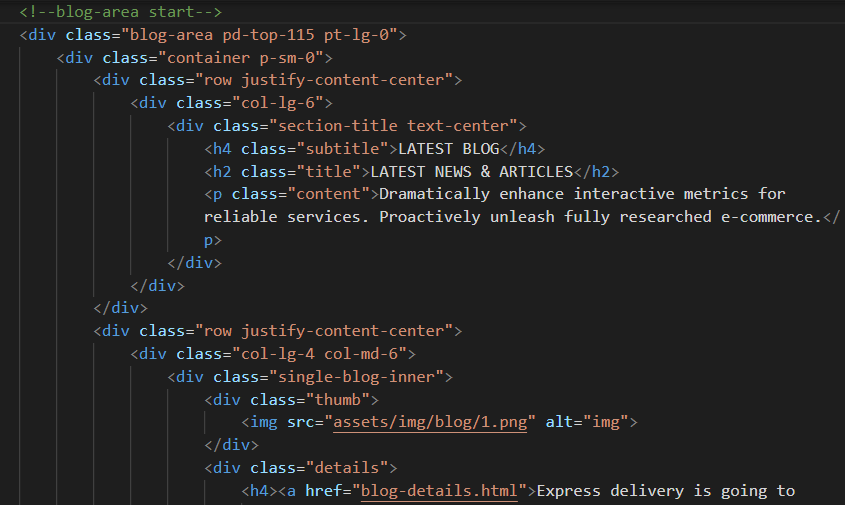 <!--blog-area start-->
<div class="blog-area pd-top-115 pt-lg-0">
<div class="container p-sm-0">
<div class="row justify-content-center">
<div class="col-lg-6">
<div class="section-title text-center">
<h4 class="subtitle">LATEST BLOG</h4>
<h2 class="title">LATEST NEWS & ARTICLES</h2>
<p class="content">Dramatically enhance interactive metrics for
reliable services. Proactively unleash fully researched e-commerce.</
p>
</div>
</div>
</div>
<div class="row justify-content-center">
<div class="col-lg-4 col-md-6">
<div class="single-blog-inner">
<div class="thumb">
<img src="assets/img/blog/1.png" alt="img">
</div>
<div class="details">
<h4><a href="blog-details.html">Express delivery is going to